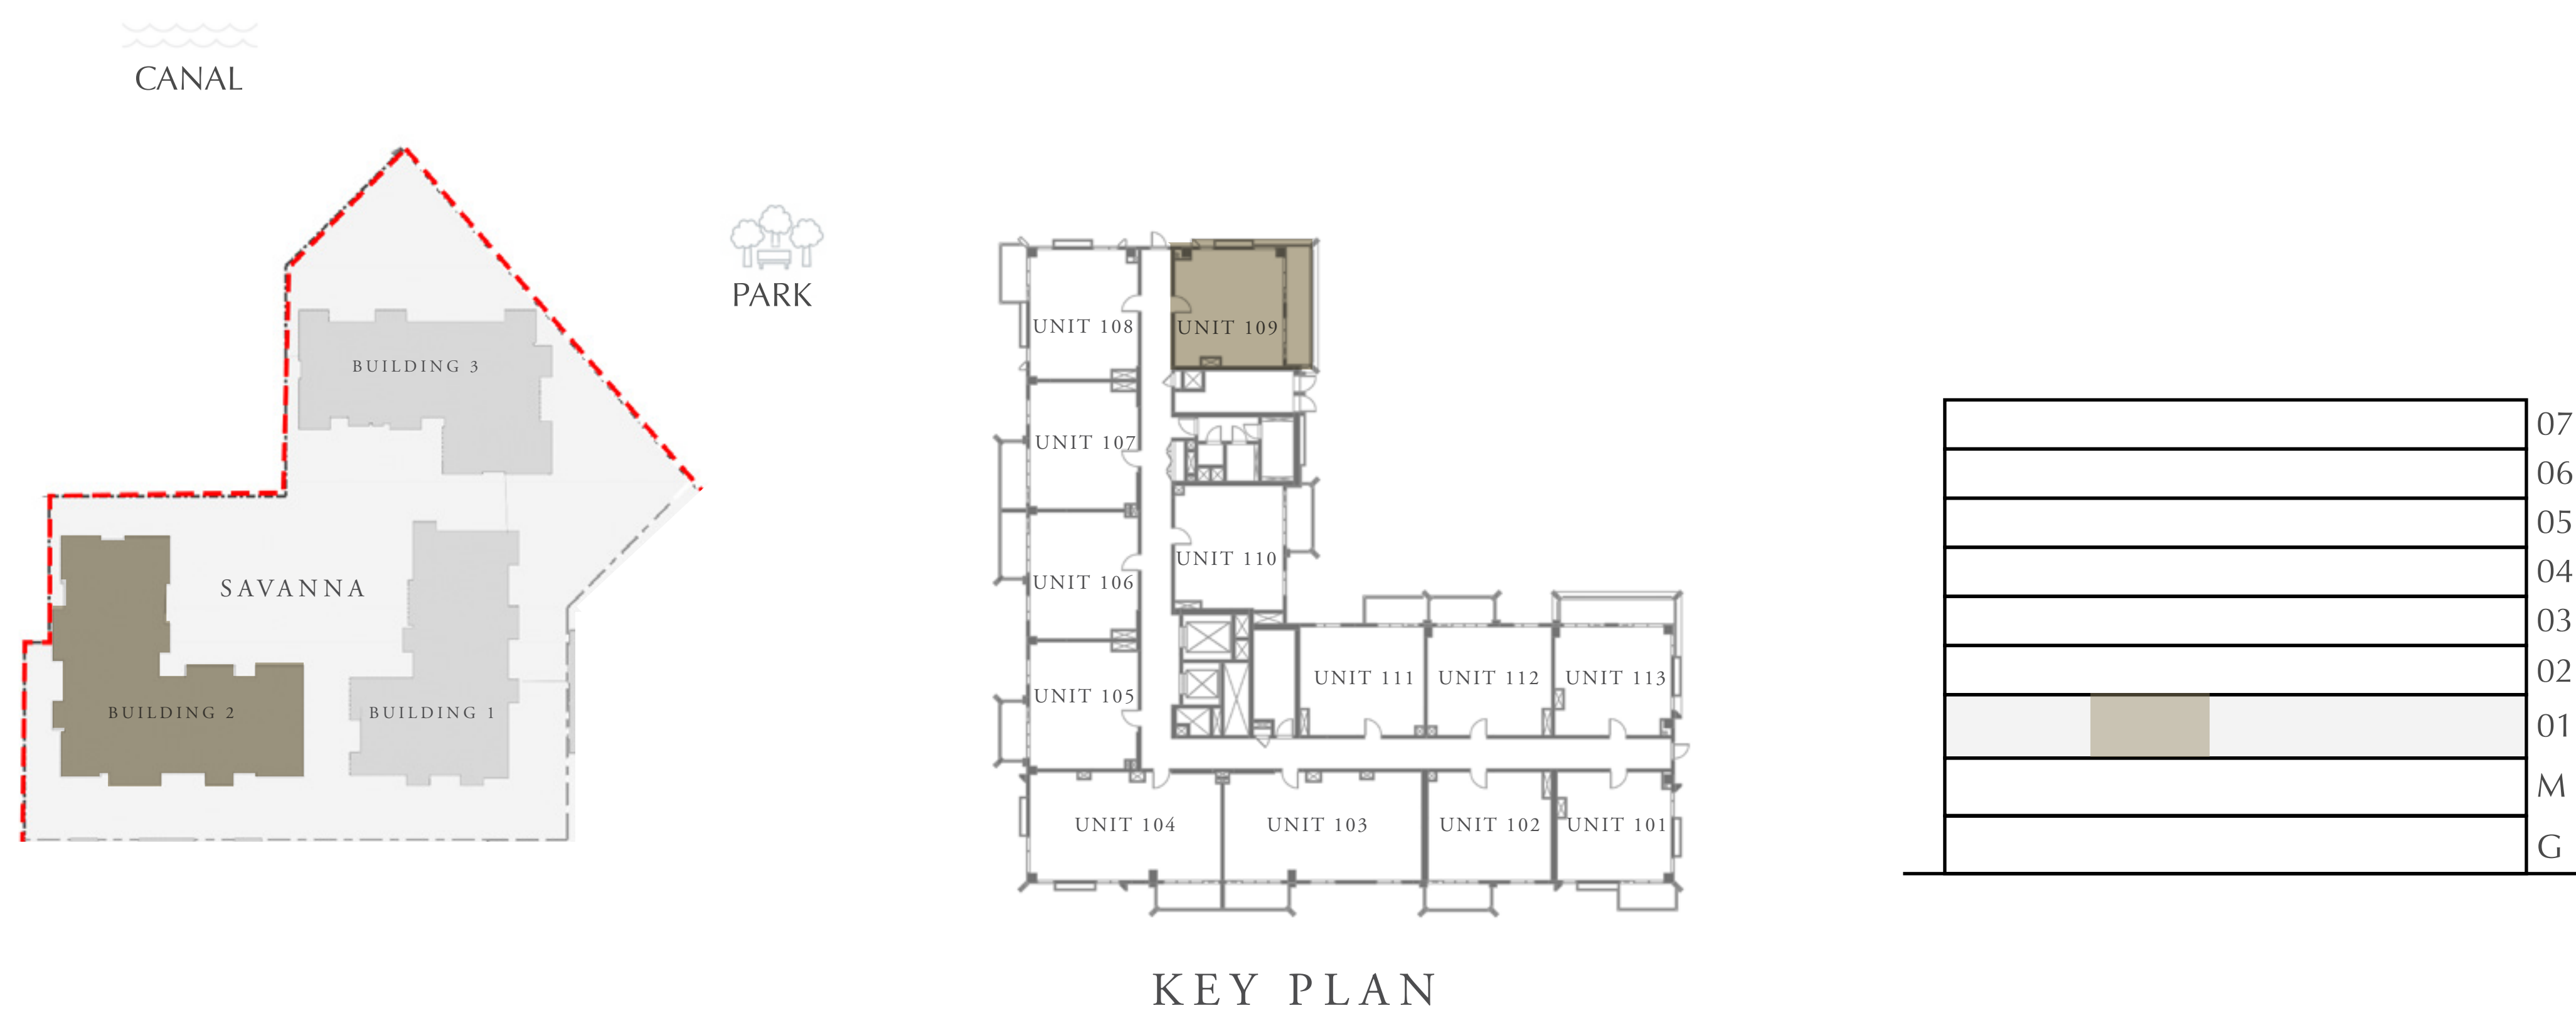 CANAL
PARK
BUILDING 3
SAVANNA
BUILDING 2
BUILDING 1
UNIT 108
UNIT 109
UNIT 107
UNIT 110
UNIT 106
UNIT 105
UNIT 111
UNIT 112
UNIT 113
UNIT 104
UNIT 103
UNIT 102
UNIT 101
KEY PLAN
07
06
05
04
03
02
01
M
G